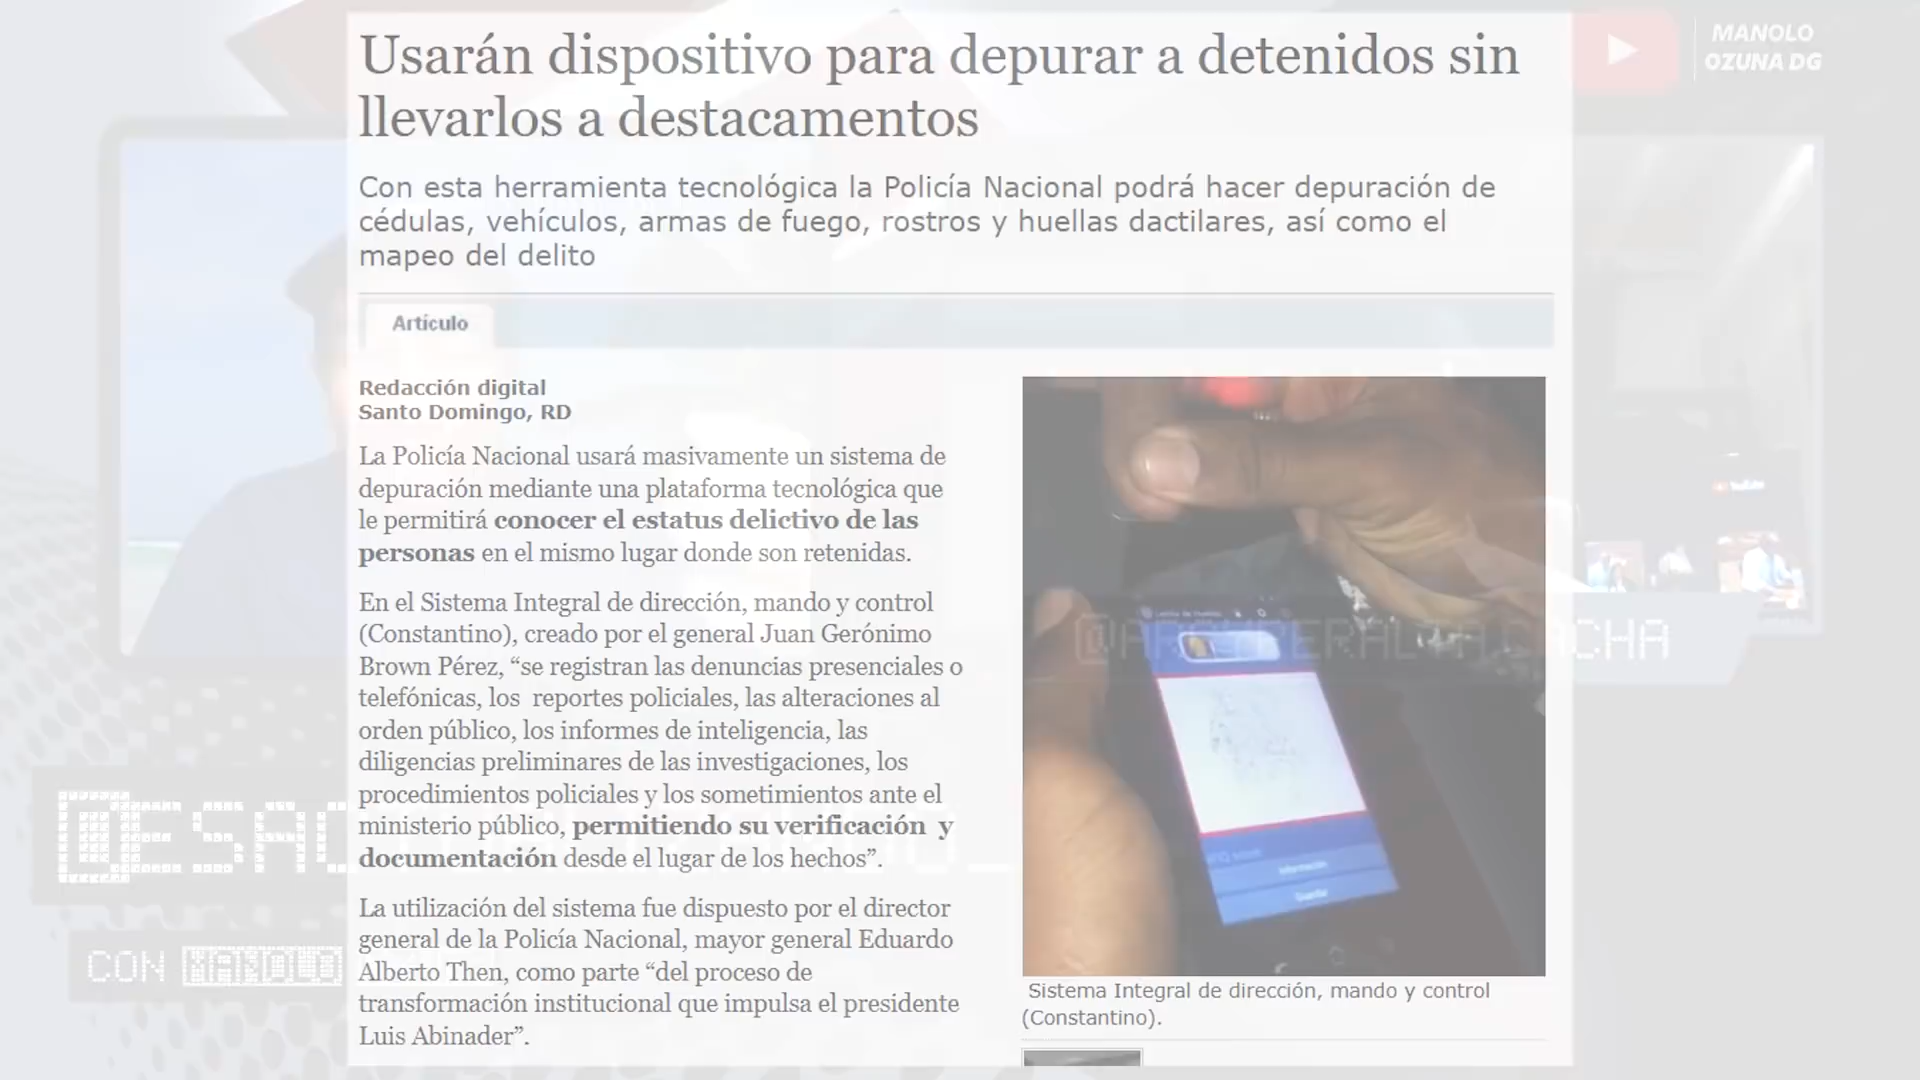 Usarán dispositivo para depurar a detenidos sin
llevarlos a destacamentos
Con esta herramienta tecnológica la Policía Nacional podrá hacer depuración de
cédulas, vehículos, armas de fuego, rostros y huellas dactilares, así como el
mapeo del delito
Artículo
Redacción digital
Santo Domingo, RD
La Policía Nacional usará masivamente un sistema de
depuración mediante una plataforma tecnológica que
le permitirá conocer el estatus delictivo de las
personas en el mismo lugar donde son retenidas.
En el Sistema Integral de dirección, mando y control
(Constantino), creado por el general Juan Gerónimo
Brown Pérez, “se registran las denuncias presenciales o
telefónicas, los reportes policiales, las alteraciones al
orden público, los informes de inteligencia, las
diligencias preliminares de las investigaciones, los
procedimientos policiales y los sometimientos ante el
ministerio público, permitiendo su verificación y
documentación desde el lugar de los hechos”.
La utilización del sistema fue dispuesto por el director
general de la Policía Nacional, mayor general Eduardo
Alberto Then, como parte “del proceso de
transformación institucional que impulsa el presidente
Luis Abinader”.
Sistema Integral de dirección, mando y control
(Constantino).
MANOLO
OZUNA DG
CON MANOLO